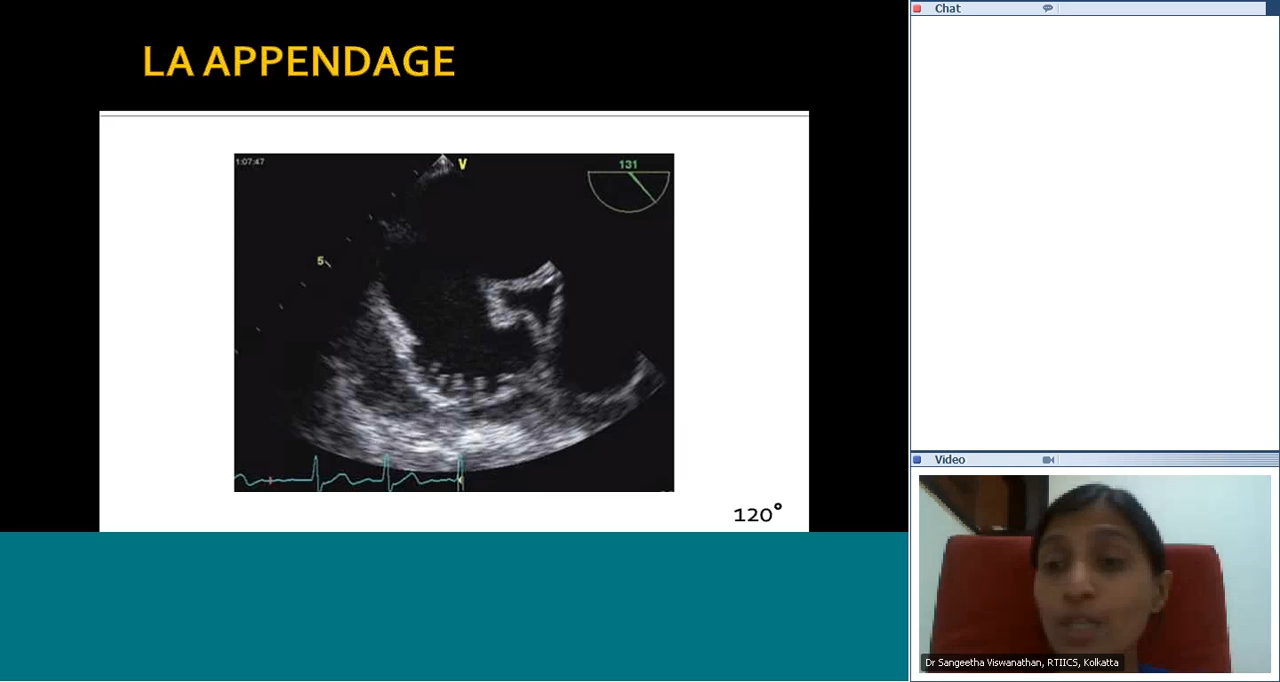 LA APPENDAGE
1:07:47
V
131
5
120°
Chat
Video
Dr Sangeetha Viswanathan, RTIICS, Kolkatta